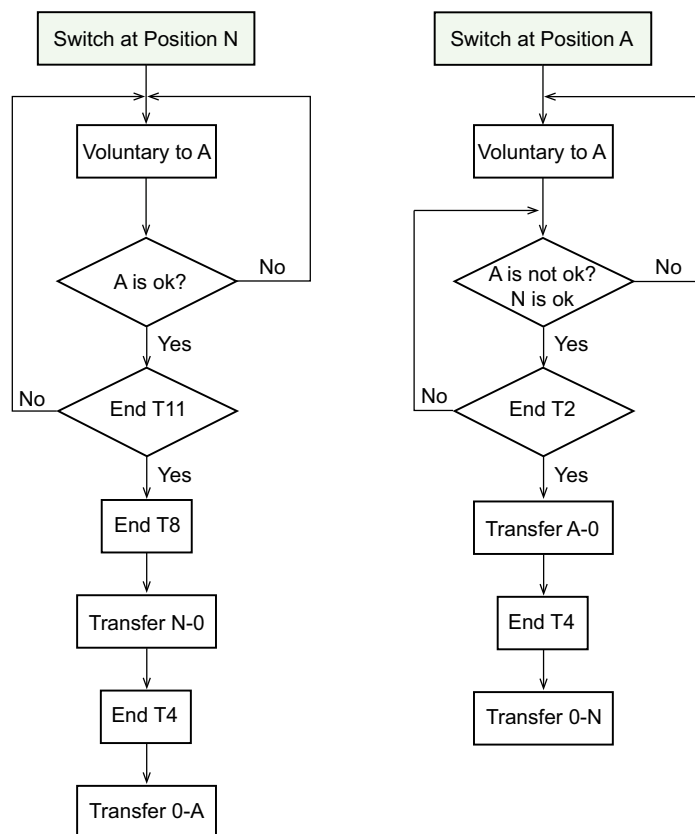 Switch at Position N
Voluntary to A
A is ok?
No
Yes
End T11
No
Yes
End T8
Transfer N-0
End T4
Transfer 0-A
Switch at Position A
Voluntary to A
A is not ok?
N is ok
No
Yes
End T2
No
Yes
Transfer A-0
End T4
Transfer 0-N